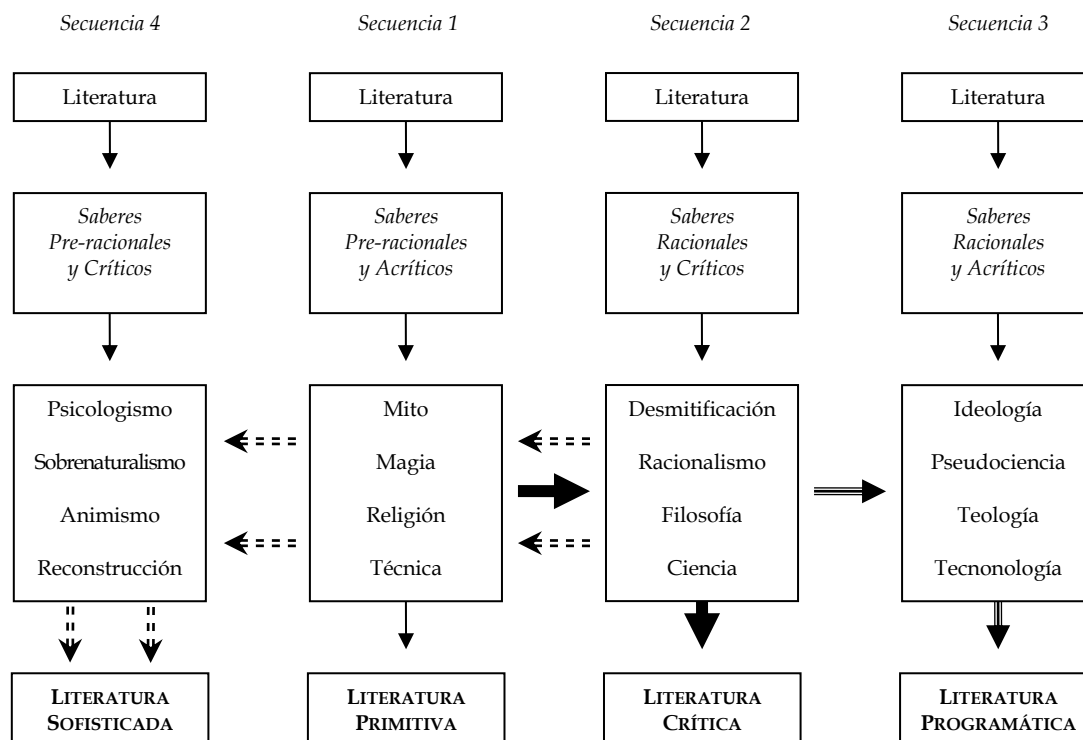 Secuencia 4
Secuencia 1
Secuencia 2
Secuencia 3
Literatura
Literatura
Literatura
Literatura
Saberes
Pre-racionales
y Críticos
Saberes
Pre-racionales
y Acríticos
Saberes
Racionales
y Críticos
Saberes
Racionales
y Acríticos
Psicologismo
Sobrenaturalismo
Animismo
Reconstrucción
Mito
Magia
Religión
Técnica
Desmitificación
Racionalismo
Filosofía
Ciencia
Ideología
Pseudociencia
Teología
Tecnonología
LITERATURA
SOFISTICADA
LITERATURA
PRIMITIVA
LITERATURA
CRÍTICA
LITERATURA
PROGRAMÁTICA